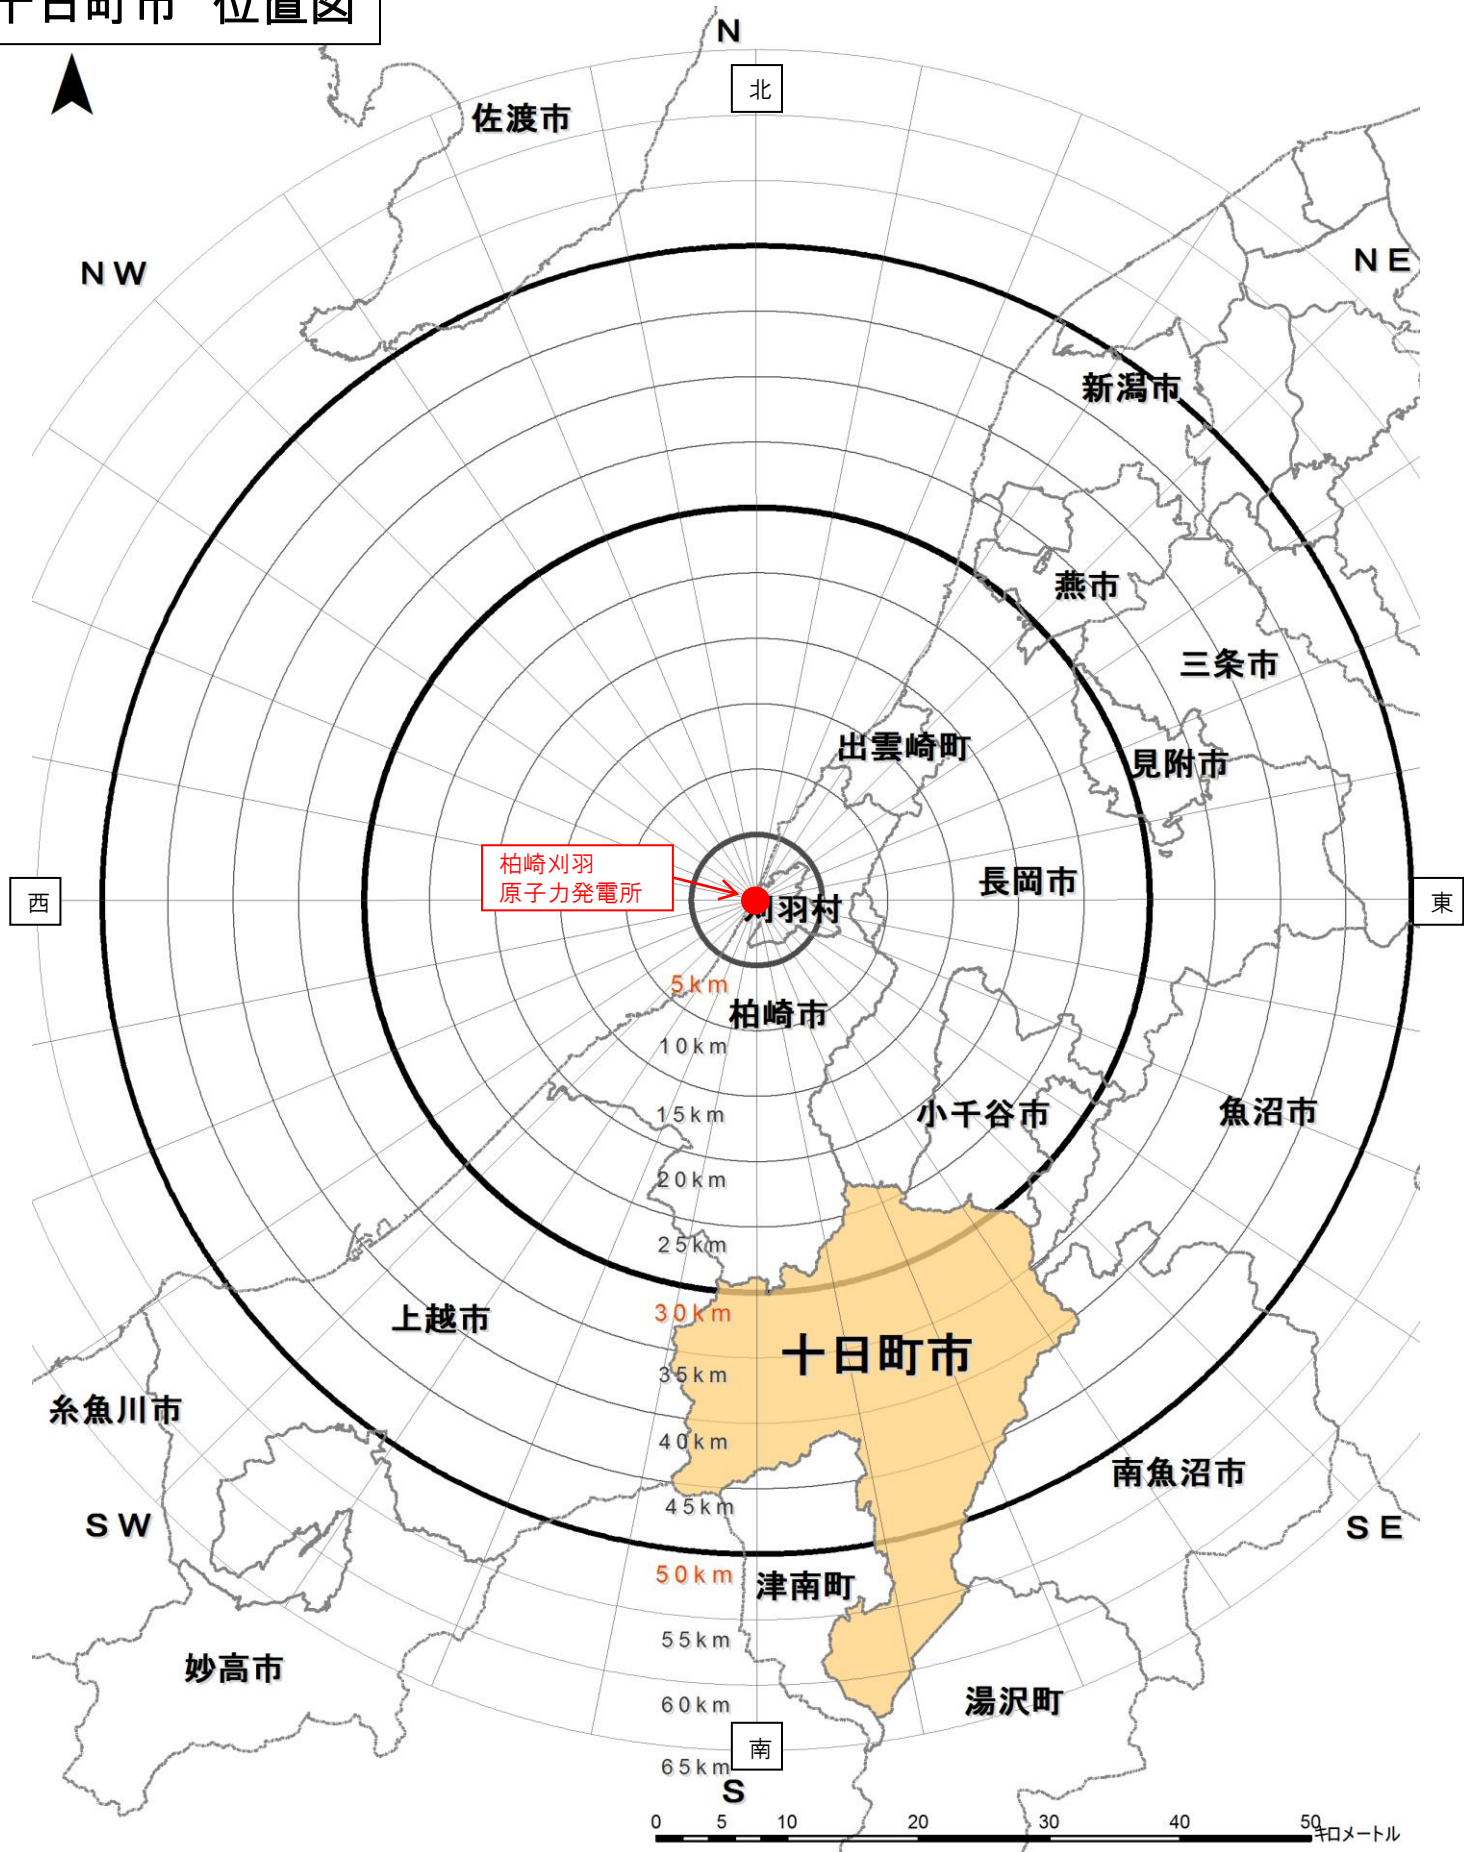 十日町市 位置図
N
北
佐渡市
NW
NE
新潟市
燕市
三条市
出雲崎町
見附市
柏崎刈羽
原子力発電所
長岡市
西
東
刈羽村
5km
柏崎市
10km
15km
小千谷市
魚沼市
20km
25km
30km
上越市
十日町市
35km
糸魚川市
40km
南魚沼市
45km
SW
SE
50km
津南町
55km
妙高市
60km
湯沢町
南
65km
S
0 5 10 20 30 40 50
キロメートル